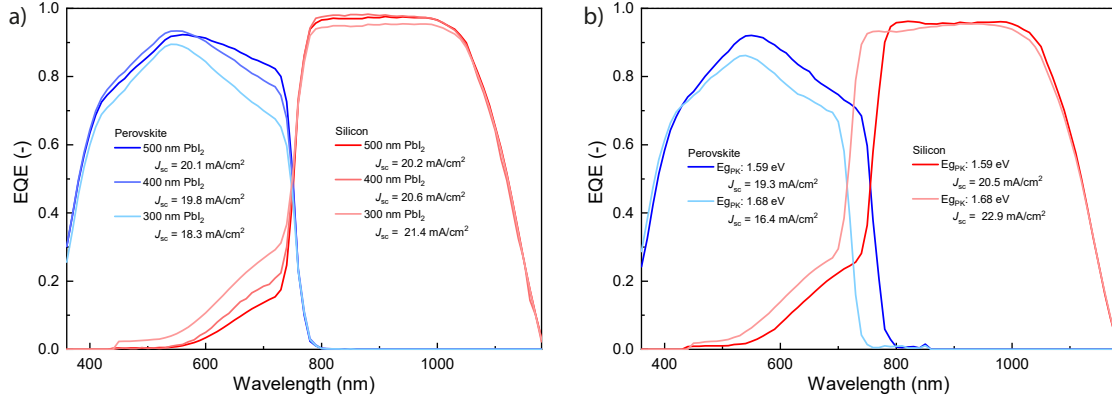 a)
EQE (-)
1.0
0.8
0.6
0.4
0.2
0.0
Perovskite
500 nm PbI₂
Jsc = 20.1 mA/cm²
400 nm PbI₂
Jsc = 19.8 mA/cm²
300 nm PbI₂
Jsc = 18.3 mA/cm²
Silicon
500 nm PbI₂
Jsc = 20.2 mA/cm²
400 nm PbI₂
Jsc = 20.6 mA/cm²
300 nm PbI₂
Jsc = 21.4 mA/cm²
400 600 800 1000
Wavelength (nm)
b)
EQE (-)
1.0
0.8
0.6
0.4
0.2
0.0
Perovskite
EgPK: 1.59 eV
Jsc = 19.3 mA/cm²
EgPK: 1.68 eV
Jsc = 16.4 mA/cm²
Silicon
EgPK: 1.59 eV
Jsc = 20.5 mA/cm²
EgPK: 1.68 eV
Jsc = 22.9 mA/cm²
400 600 800 1000
Wavelength (nm)